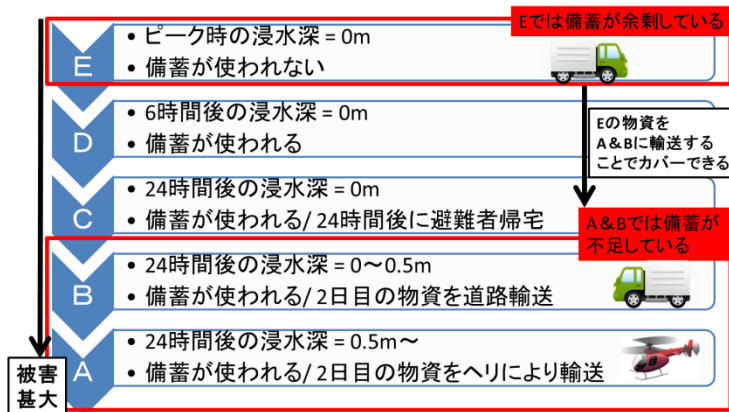 Eでは備蓄が余剰している
E
• ピーク時の浸水深 = 0m
• 備蓄が使われない
D
• 6時間後の浸水深 = 0m
• 備蓄が使われる
Eの物資を
A&Bに輸送する
ことでカバーできる
C
• 24時間後の浸水深 = 0m
• 備蓄が使われる/ 24時間後に避難者帰宅
A&Bでは備蓄が
不足している
B
• 24時間後の浸水深 = 0～0.5m
• 備蓄が使われる/ 2日目の物資を道路輸送
A
• 24時間後の浸水深 = 0.5m～
• 備蓄が使われる/ 2日目の物資をヘリにより輸送
被害
甚大